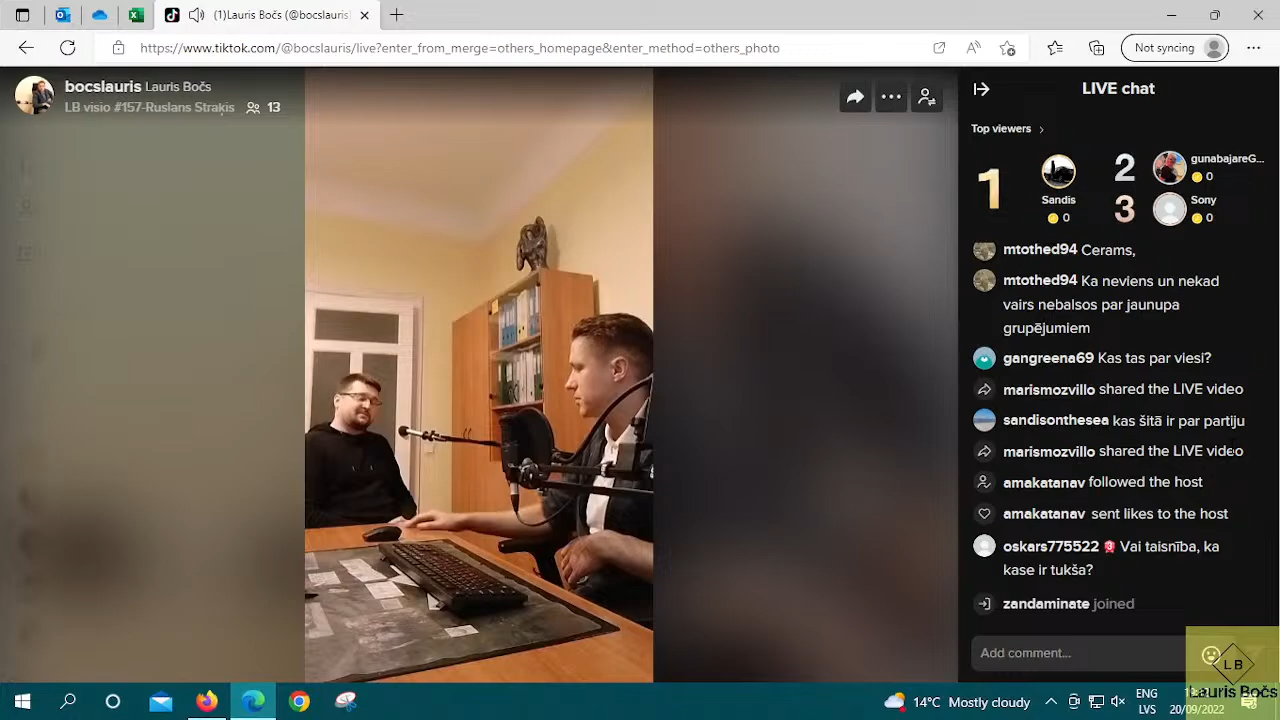 (1)Lauris Bočs (@bocslauris
https://www.tiktok.com/@bocslauris/live?enter_from_merge=others_homepage&enter_method=others_photo
Not syncing
bocslauris Lauris Bočs
LB visio #157-Ruslans Straķis 13
LIVE chat
Top viewers
1 Sandis 0
2 gunabajareG... 0
3 Sony 0
mtothed94 Cerams,
mtothed94 Ka neviens un nekad
vairs nebalsos par jaunupa
grupējumiem
gangreena69 Kas tas par viesi?
marismozvillo shared the LIVE video
sandisonthesea kas šitā ir par partiju
marismozvillo shared the LIVE video
amakatanav followed the host
amakatanav sent likes to the host
oskars775522 Vai taisnība, ka
kase ir tukša?
zandaminate joined
Add comment...
LB
Lauris Bočs
14°C Mostly cloudy
ENG
LVS
20/09/2022